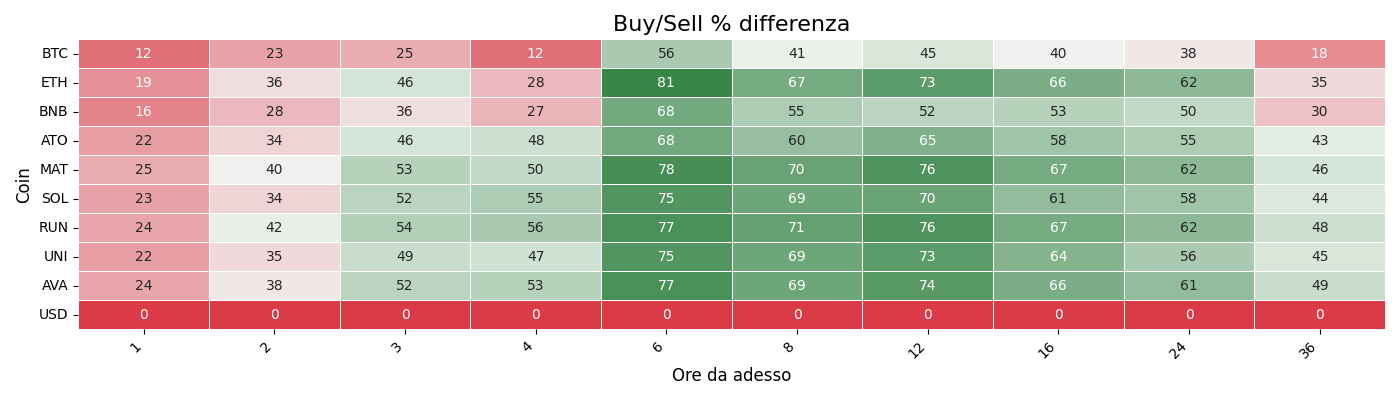 Buy/Sell % differenza
Coin
BTC 12 23 25 12 56 41 45 40 38 18
ETH 19 36 46 28 81 67 73 66 62 35
BNB 16 28 36 27 68 55 52 53 50 30
ATO 22 34 46 48 68 60 65 58 55 43
MAT 25 40 53 50 78 70 76 67 62 46
SOL 23 34 52 55 75 69 70 61 58 44
RUN 24 42 54 56 77 71 76 67 62 48
UNI 22 35 49 47 75 69 73 64 56 45
AVA 24 38 52 53 77 69 74 66 61 49
USD 0 0 0 0 0 0 0 0 0 0
1 2 3 4 6 8 12 16 24 36
Ore da adesso